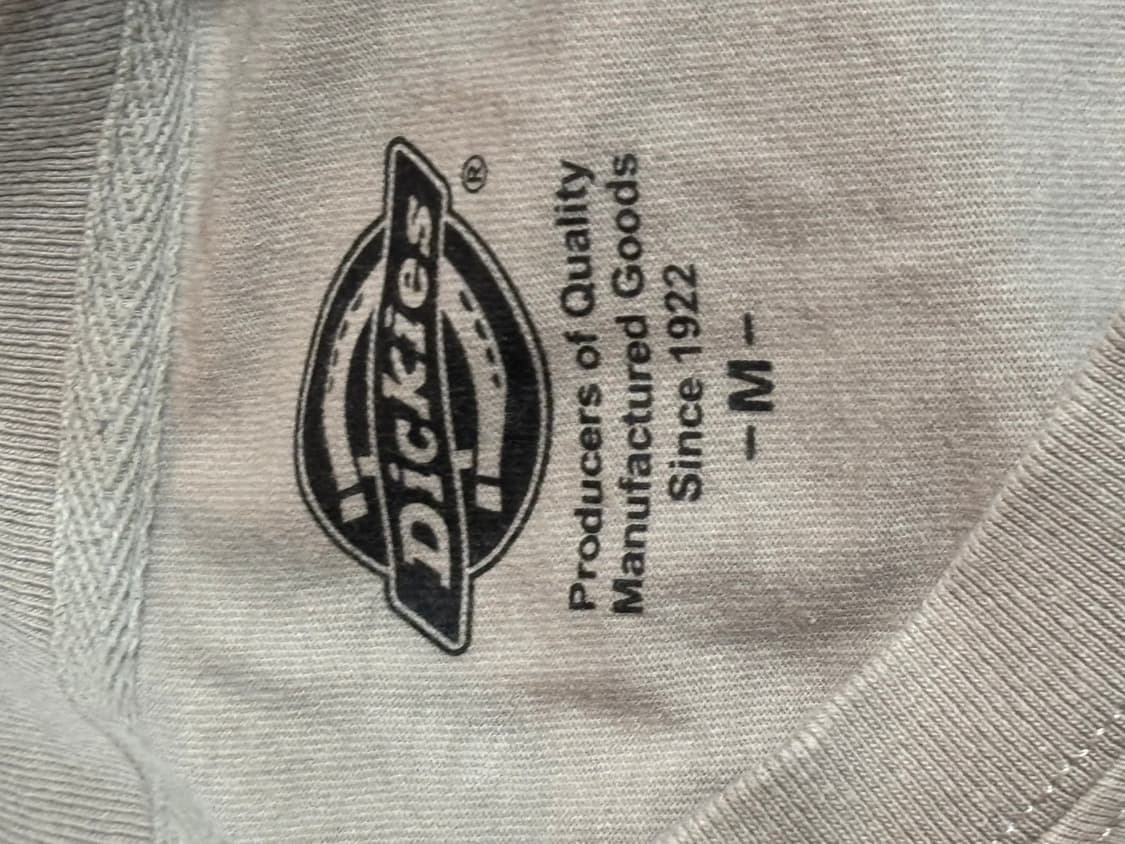 Dickies
®
Producers of Quality
Manufactured Goods
Since 1922
– M –